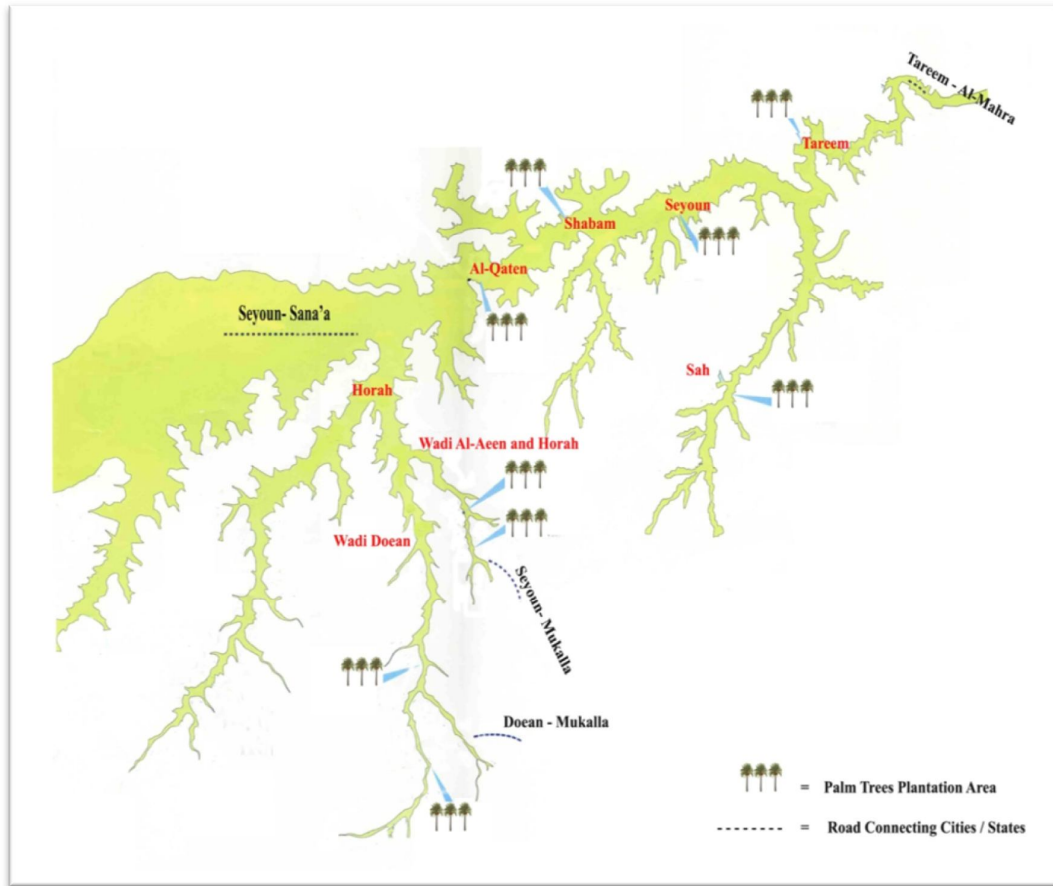 Tareem - Al-Mahra
Tareem
Seyoun
Shabam
Al-Qaten
Seyoun- Sana'a
Sah
Horah
Wadi Al-Aeen and Horah
Wadi Doean
Seyoun- Mukalla
Doean - Mukalla
= Palm Trees Plantation Area
= Road Connecting Cities / States